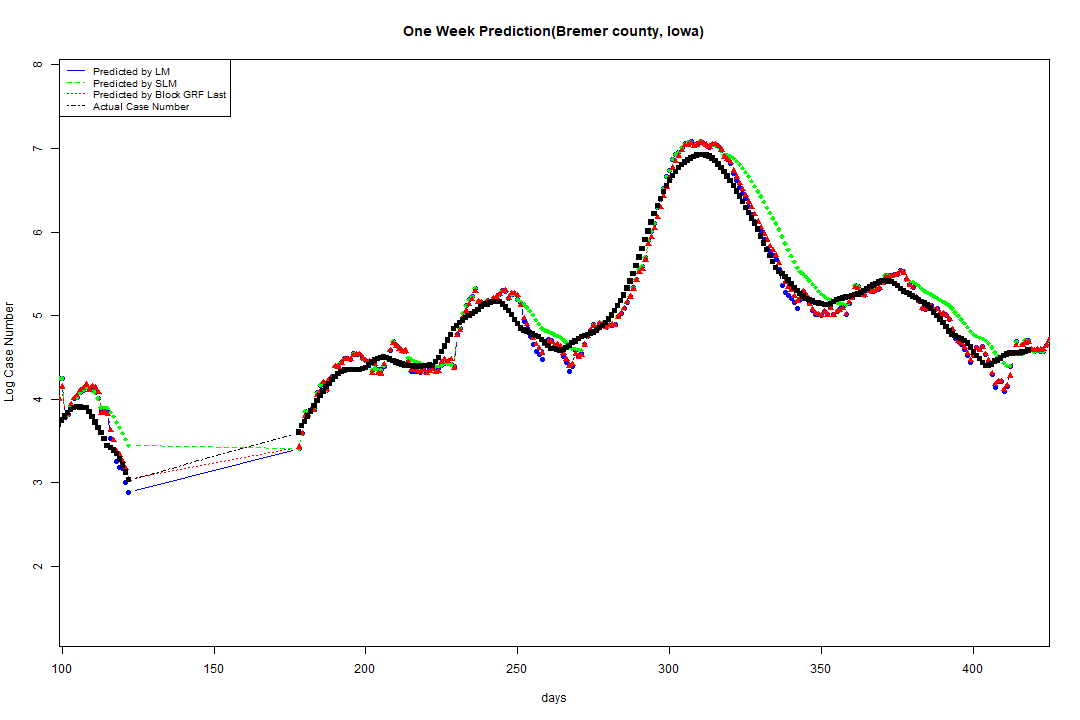 One Week Prediction(Bremer county, Iowa)
Predicted by LM
Predicted by SLM
Predicted by Block GRF Last
Actual Case Number
8
7
6
5
4
3
2
Log Case Number
100 150 200 250 300 350 400
days